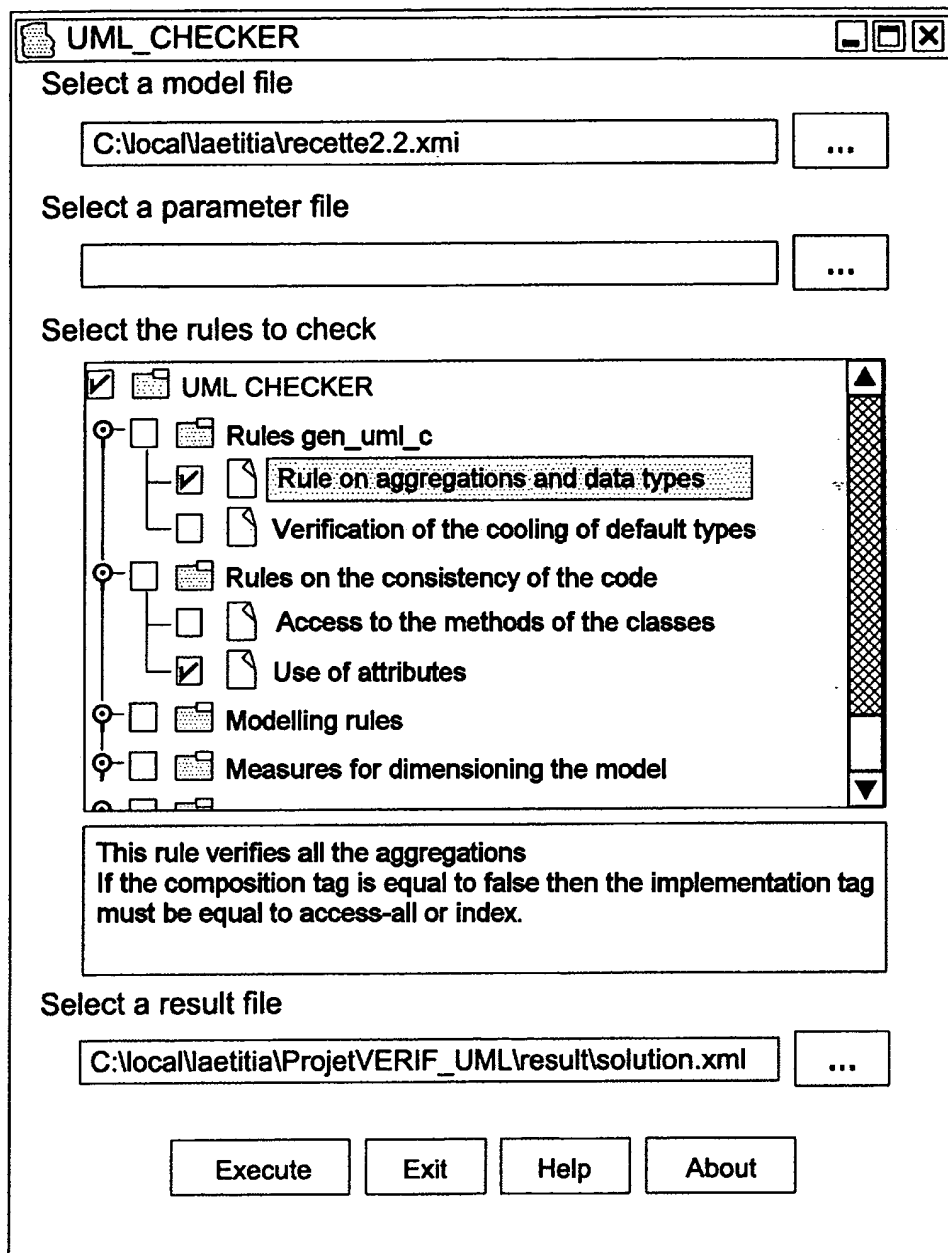 UML_CHECKER
Select a model file
C:\local\laetitia\recette2.2.xmi
...
Select a parameter file
...
Select the rules to check
UML CHECKER
Rules gen_uml_c
Rule on aggregations and data types
Verification of the cooling of default types
Rules on the consistency of the code
Access to the methods of the classes
Use of attributes
Modelling rules
Measures for dimensioning the model
This rule verifies all the aggregations
If the composition tag is equal to false then the implementation tag
must be equal to access-all or index.
Select a result file
C:\local\laetitia\ProjetVERIF_UML\result\solution.xml
...
Execute Exit Help About